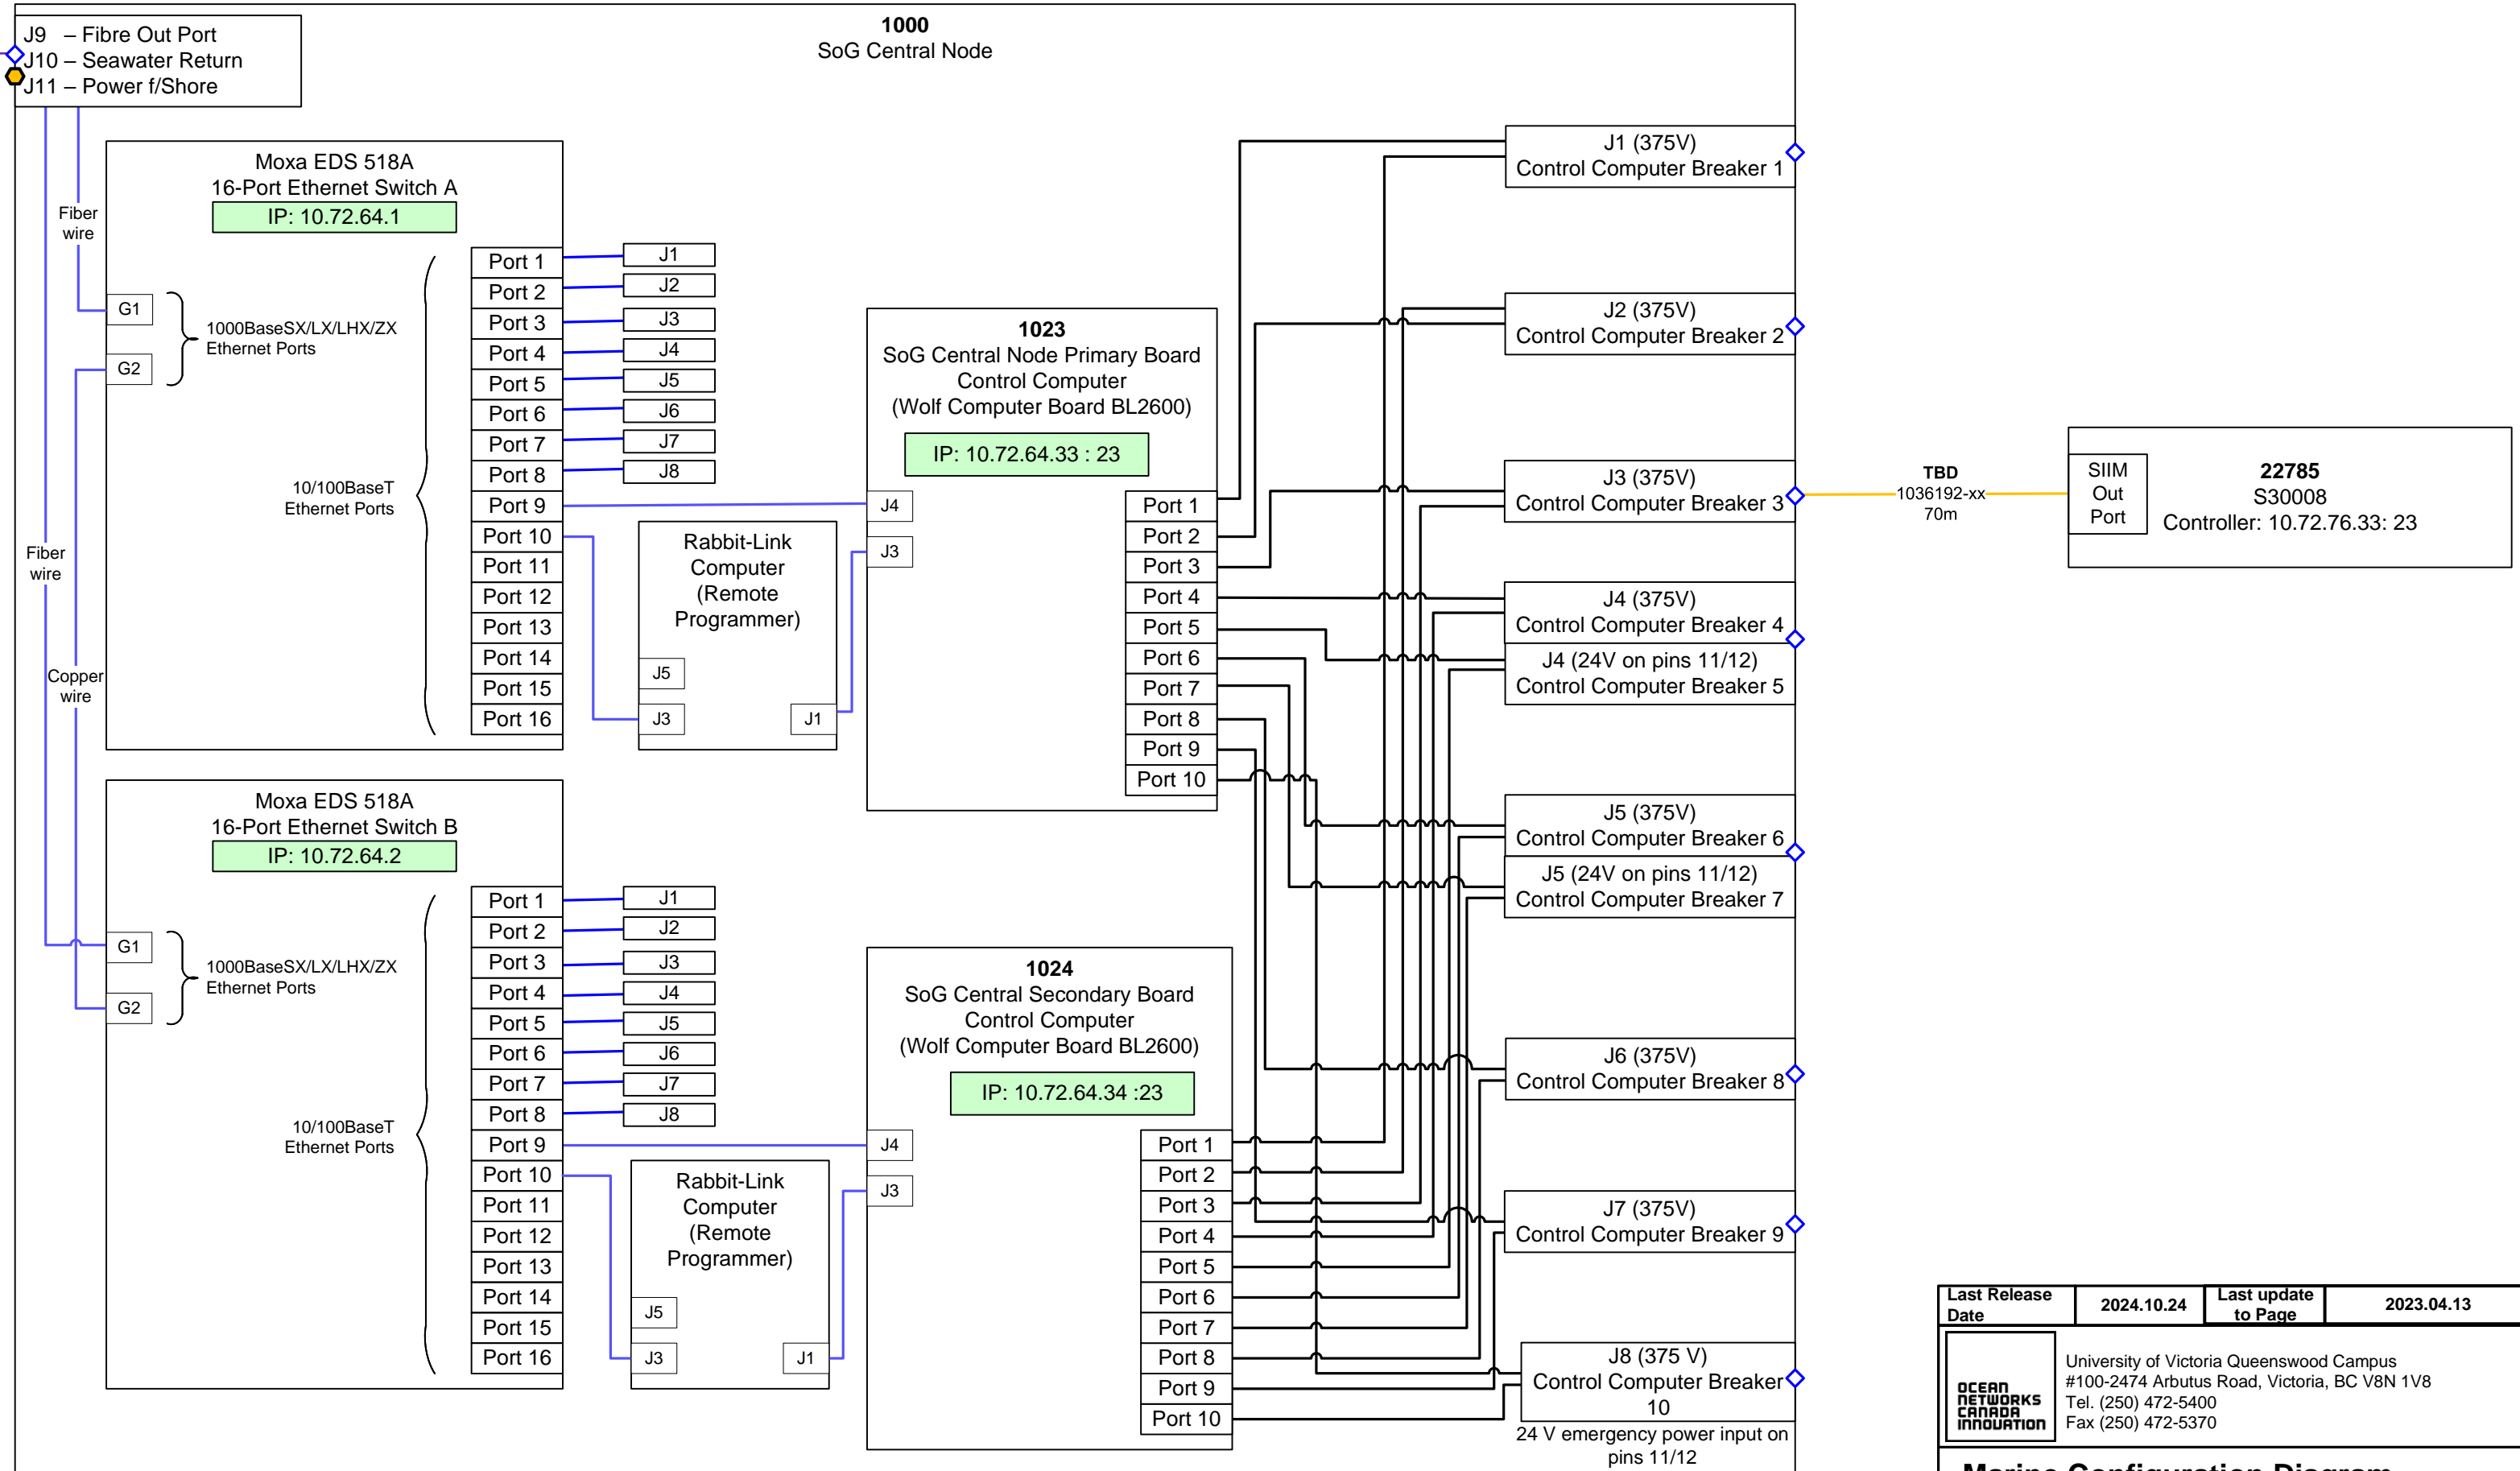 1000
SoG Central Node
J9 – Fibre Out Port
J10 – Seawater Return
J11 – Power f/Shore
Fiber
wire
Fiber
wire
Copper
wire
Moxa EDS 518A
16-Port Ethernet Switch A
IP: 10.72.64.1
G1
G2
1000BaseSX/LX/LHX/ZX
Ethernet Ports
10/100BaseT
Ethernet Ports
Port 1
Port 2
Port 3
Port 4
Port 5
Port 6
Port 7
Port 8
Port 9
Port 10
Port 11
Port 12
Port 13
Port 14
Port 15
Port 16
J1
J2
J3
J4
J5
J6
J7
J8
Rabbit-Link
Computer
(Remote
Programmer)
J5
J3
J1
1023
SoG Central Node Primary Board
Control Computer
(Wolf Computer Board BL2600)
IP: 10.72.64.33 : 23
J4
J3
Port 1
Port 2
Port 3
Port 4
Port 5
Port 6
Port 7
Port 8
Port 9
Port 10
Moxa EDS 518A
16-Port Ethernet Switch B
IP: 10.72.64.2
G1
G2
1000BaseSX/LX/LHX/ZX
Ethernet Ports
10/100BaseT
Ethernet Ports
Port 1
Port 2
Port 3
Port 4
Port 5
Port 6
Port 7
Port 8
Port 9
Port 10
Port 11
Port 12
Port 13
Port 14
Port 15
Port 16
J1
J2
J3
J4
J5
J6
J7
J8
Rabbit-Link
Computer
(Remote
Programmer)
J5
J3
J1
1024
SoG Central Secondary Board
Control Computer
(Wolf Computer Board BL2600)
IP: 10.72.64.34 :23
J4
J3
Port 1
Port 2
Port 3
Port 4
Port 5
Port 6
Port 7
Port 8
Port 9
Port 10
J1 (375V)
Control Computer Breaker 1
J2 (375V)
Control Computer Breaker 2
J3 (375V)
Control Computer Breaker 3
J4 (375V)
Control Computer Breaker 4
J4 (24V on pins 11/12)
Control Computer Breaker 5
J5 (375V)
Control Computer Breaker 6
J5 (24V on pins 11/12)
Control Computer Breaker 7
J6 (375V)
Control Computer Breaker 8
J7 (375V)
Control Computer Breaker 9
J8 (375 V)
Control Computer Breaker
10
24 V emergency power input on
pins 11/12
TBD
1036192-xx
70m
SIIM
Out
Port
22785
S30008
Controller: 10.72.76.33: 23
Last Release
Date
2024.10.24
Last update
to Page
2023.04.13
OCEAN
NETWORKS
CANADA
INNOVATION
University of Victoria Queenswood Campus
#100-2474 Arbutus Road, Victoria, BC V8N 1V8
Tel. (250) 472-5400
Fax (250) 472-5370
Marine Configuration Diagram